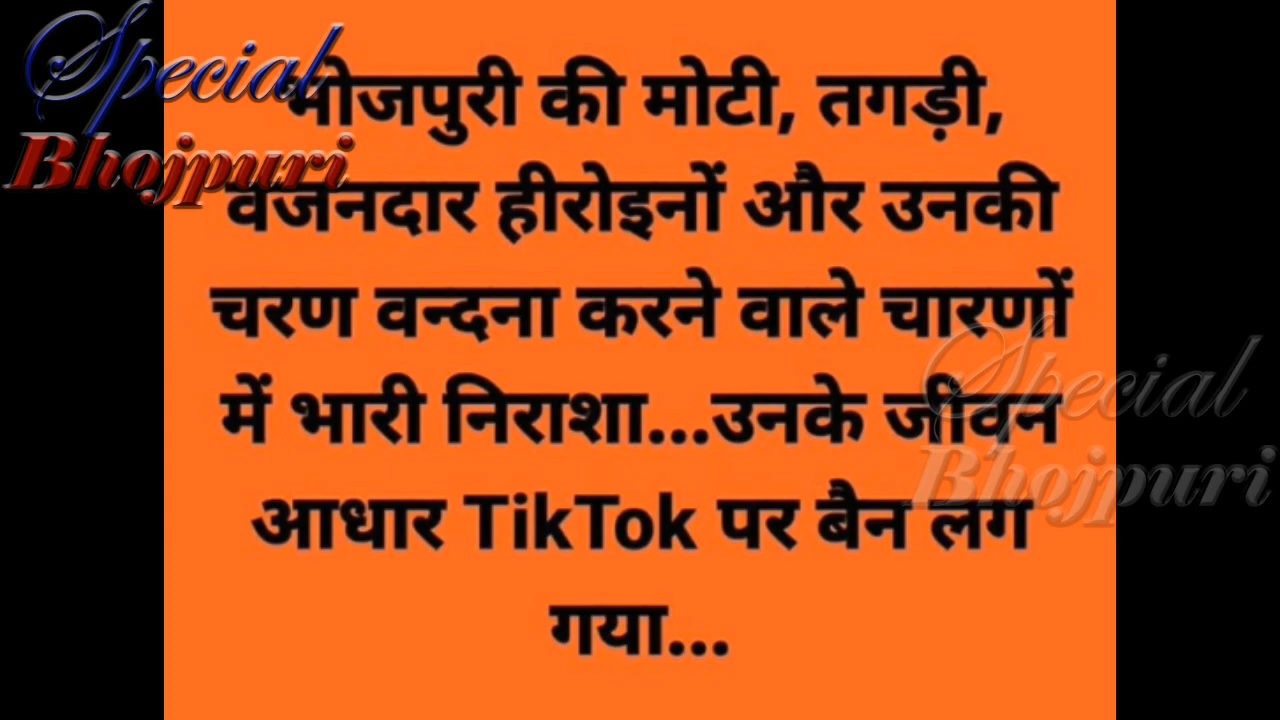 Special
Bhojpuri
भोजपुरी की मोटी, तगड़ी,
वजनदार हीरोइनों और उनकी
चरण वन्दना करने वाले चारणों
में भारी निराशा...उनके जीवन
आधार TikTok पर बैन लग
गया...
Special
Bhojpuri